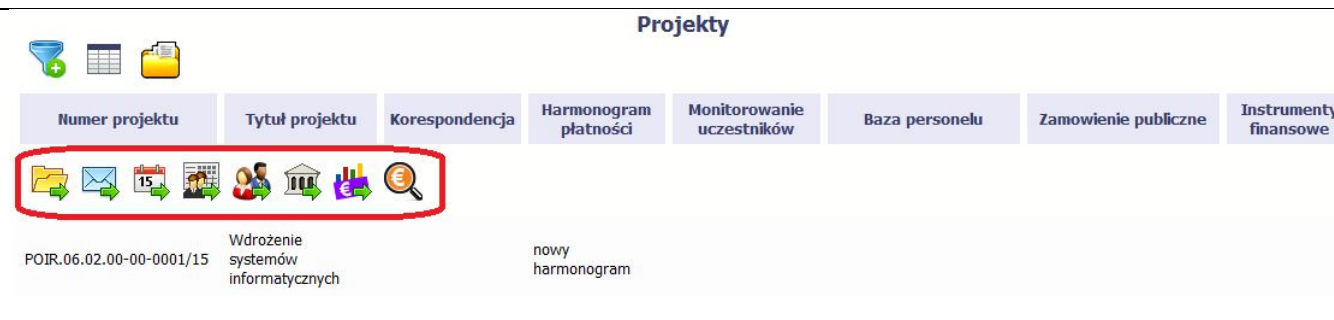 Projekty
Numer projektu
Tytuł projektu
Korespondencja
Harmonogram
płatności
Monitorowanie
uczestników
Baza personelu
Zamowienie publiczne
Instrumenty
finansowe
15
POIR.06.02.00-00-0001/15
Wdrożenie
systemów
informatycznych
nowy
harmonogram